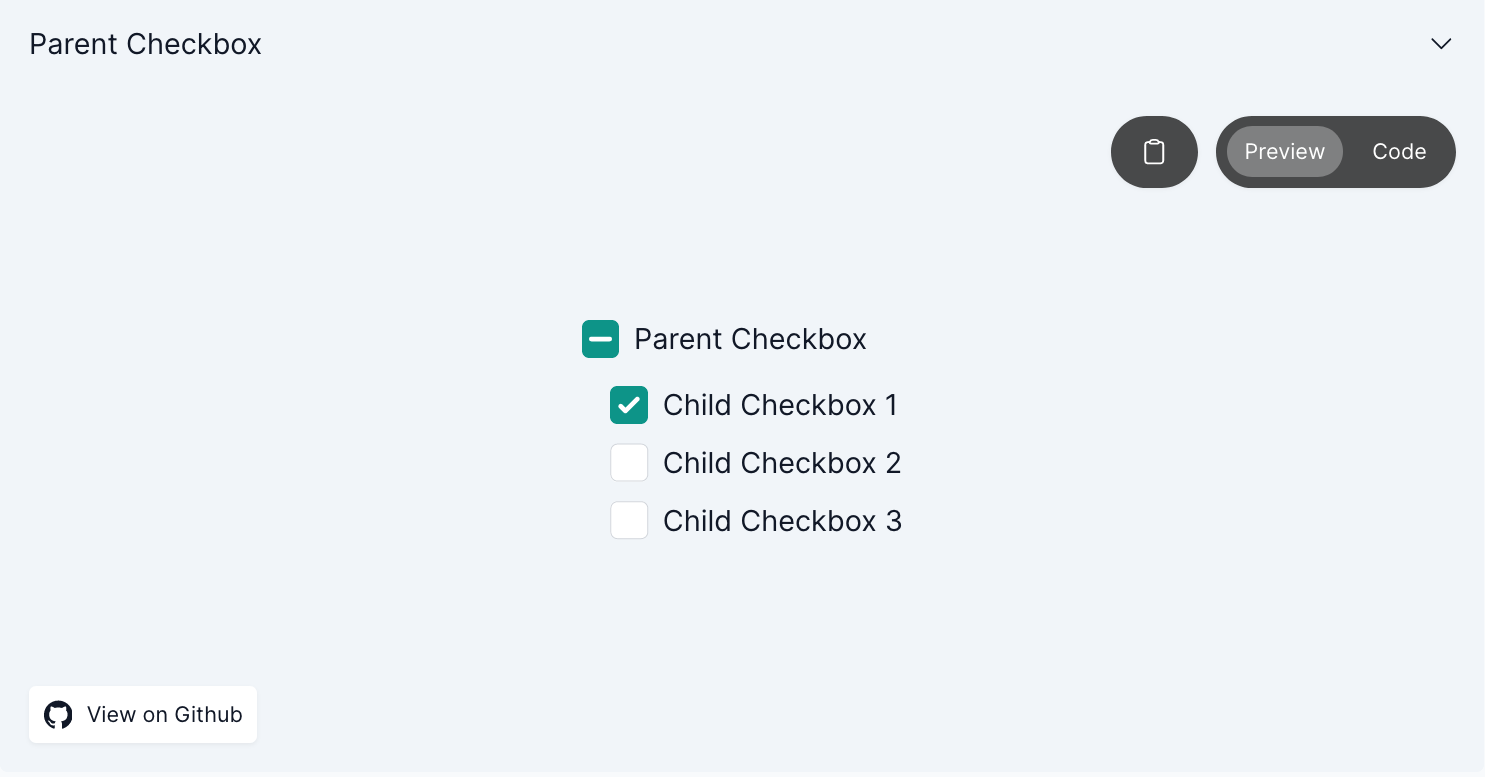 Parent Checkbox
Preview Code
Parent Checkbox
Child Checkbox 1
Child Checkbox 2
Child Checkbox 3
View on Github